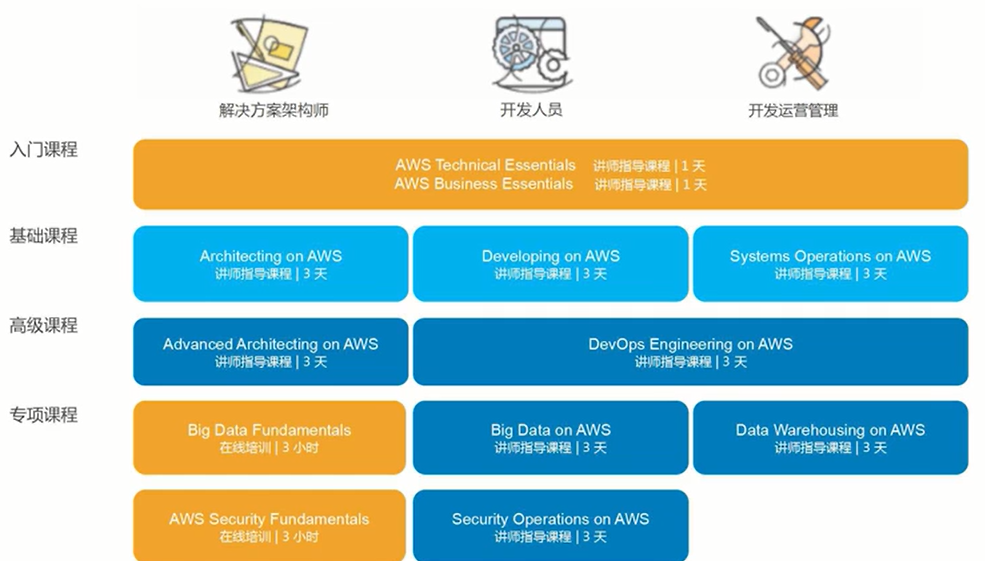 解决方案架构师
开发人员
开发运营管理
入门课程
AWS Technical Essentials 讲师指导课程 | 1 天
AWS Business Essentials 讲师指导课程 | 1 天
基础课程
Architecting on AWS
讲师指导课程 | 3 天
Developing on AWS
讲师指导课程 | 3 天
Systems Operations on AWS
讲师指导课程 | 3 天
高级课程
Advanced Architecting on AWS
讲师指导课程 | 3 天
DevOps Engineering on AWS
讲师指导课程 | 3 天
专项课程
Big Data Fundamentals
在线培训 | 3 小时
Big Data on AWS
讲师指导课程 | 3 天
Data Warehousing on AWS
讲师指导课程 | 3 天
AWS Security Fundamentals
在线培训 | 3 小时
Security Operations on AWS
讲师指导课程 | 3 天